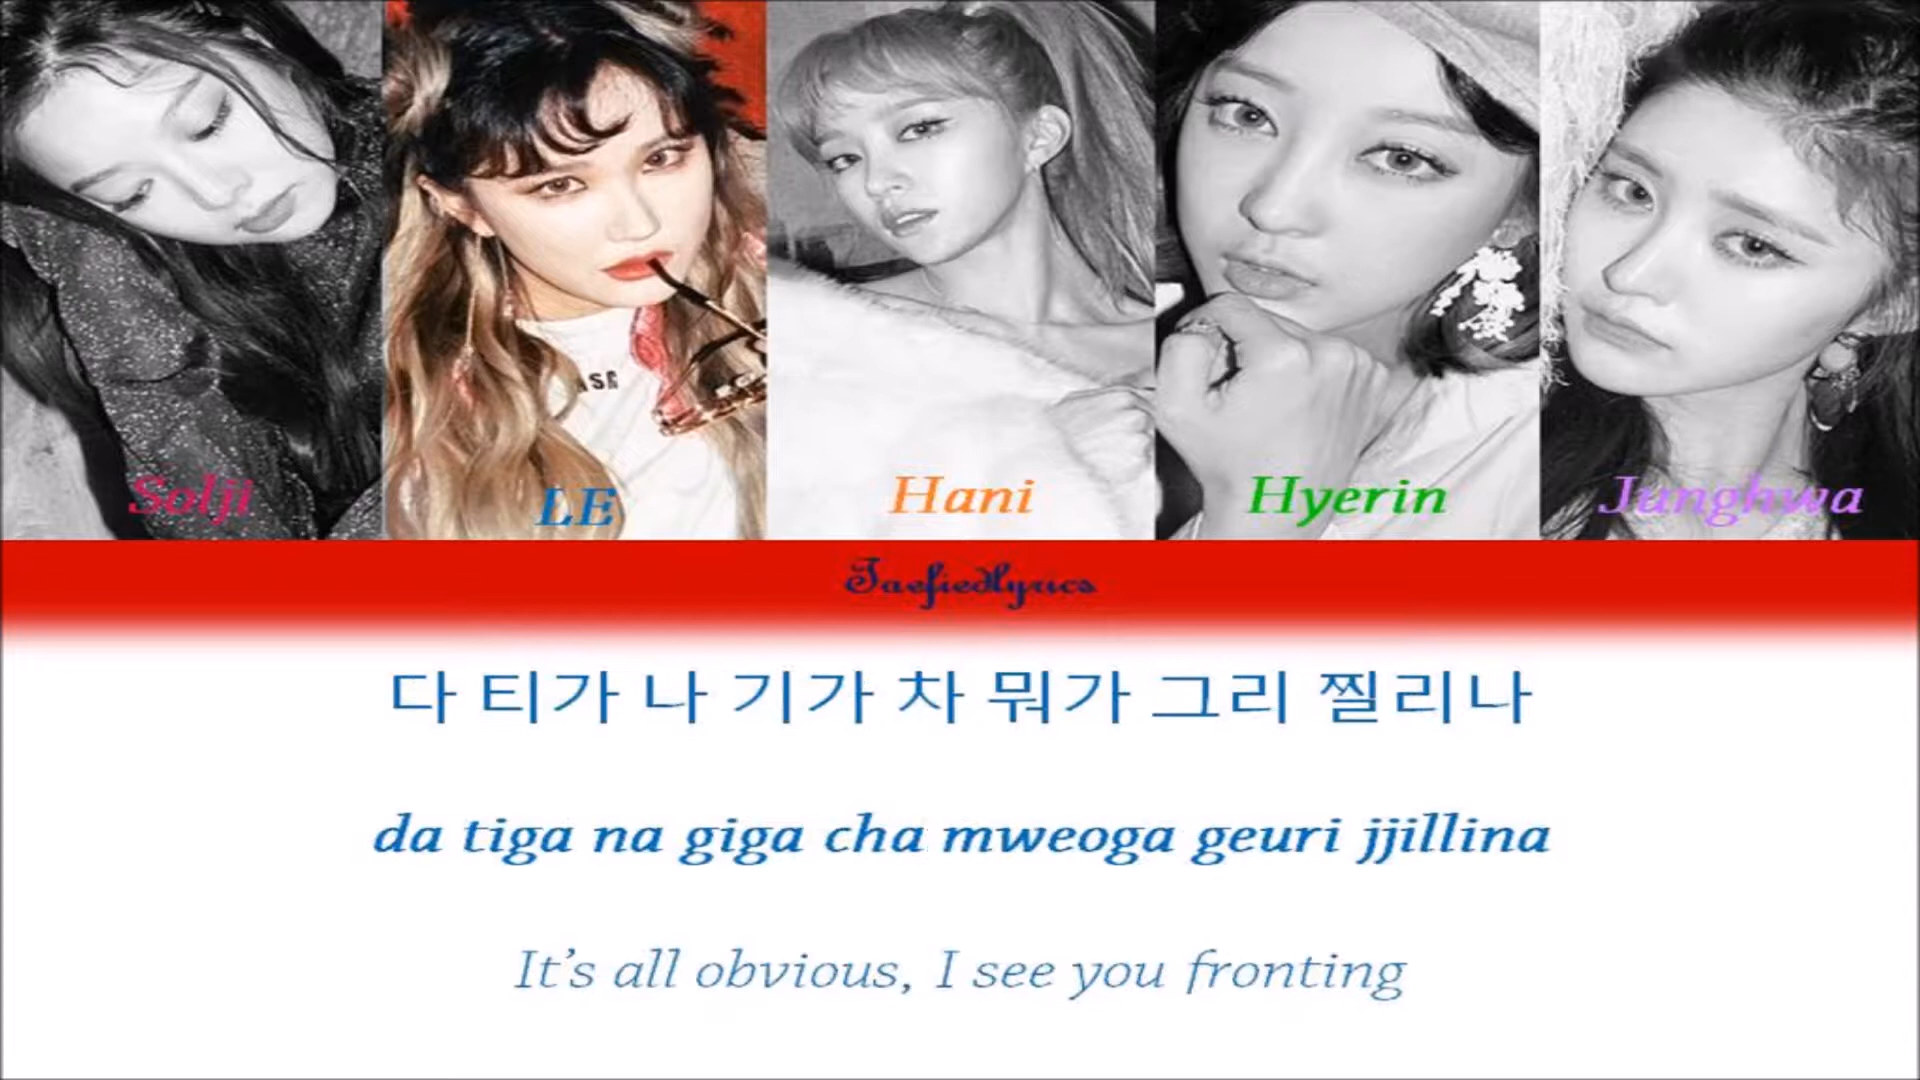 Solji LE Hani Hyerin Junghwa
Jaefiedlyrics
다 티가 나 기가 차 뭐가 그리 찔리나
da tiga na giga cha mweoga geuri jjillina
It's all obvious, I see you fronting